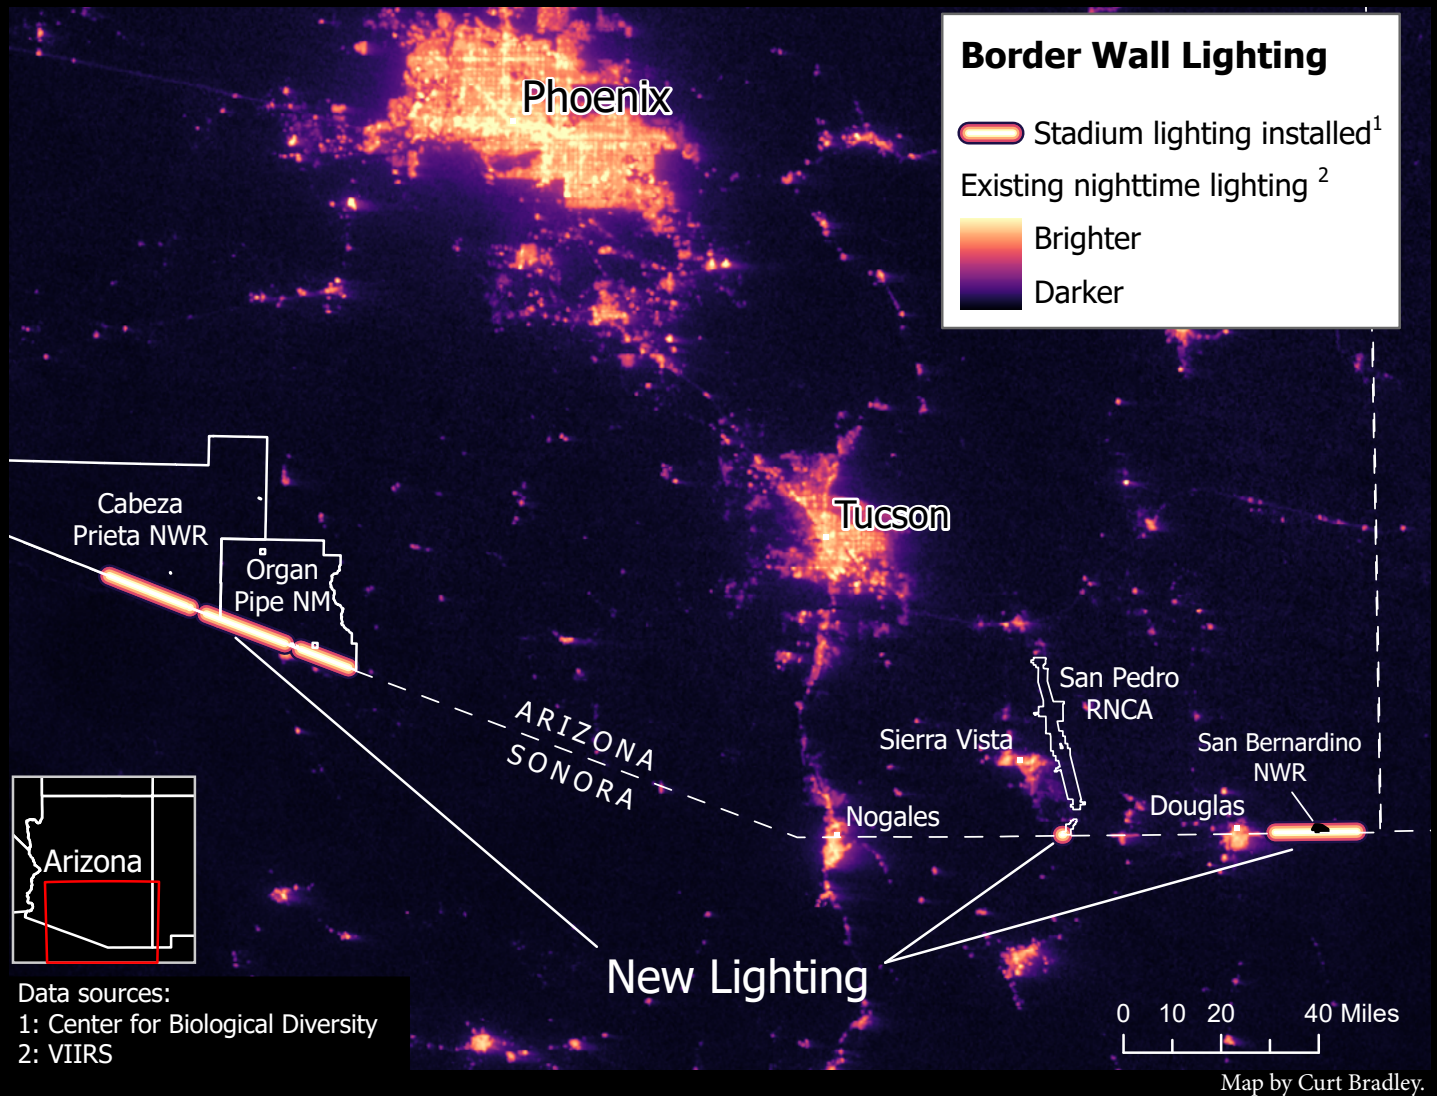 Border Wall Lighting
Stadium lighting installed1
Existing nighttime lighting 2
Brighter
Darker
Phoenix
Tucson
Cabeza
Prieta NWR
Organ
Pipe NM
San Pedro
RNCA
Sierra Vista
San Bernardino
NWR
ARIZONA
SONORA
Nogales
Douglas
Arizona
New Lighting
Data sources:
1: Center for Biological Diversity
2: VIIRS
0 10 20 40 Miles
Map by Curt Bradley.